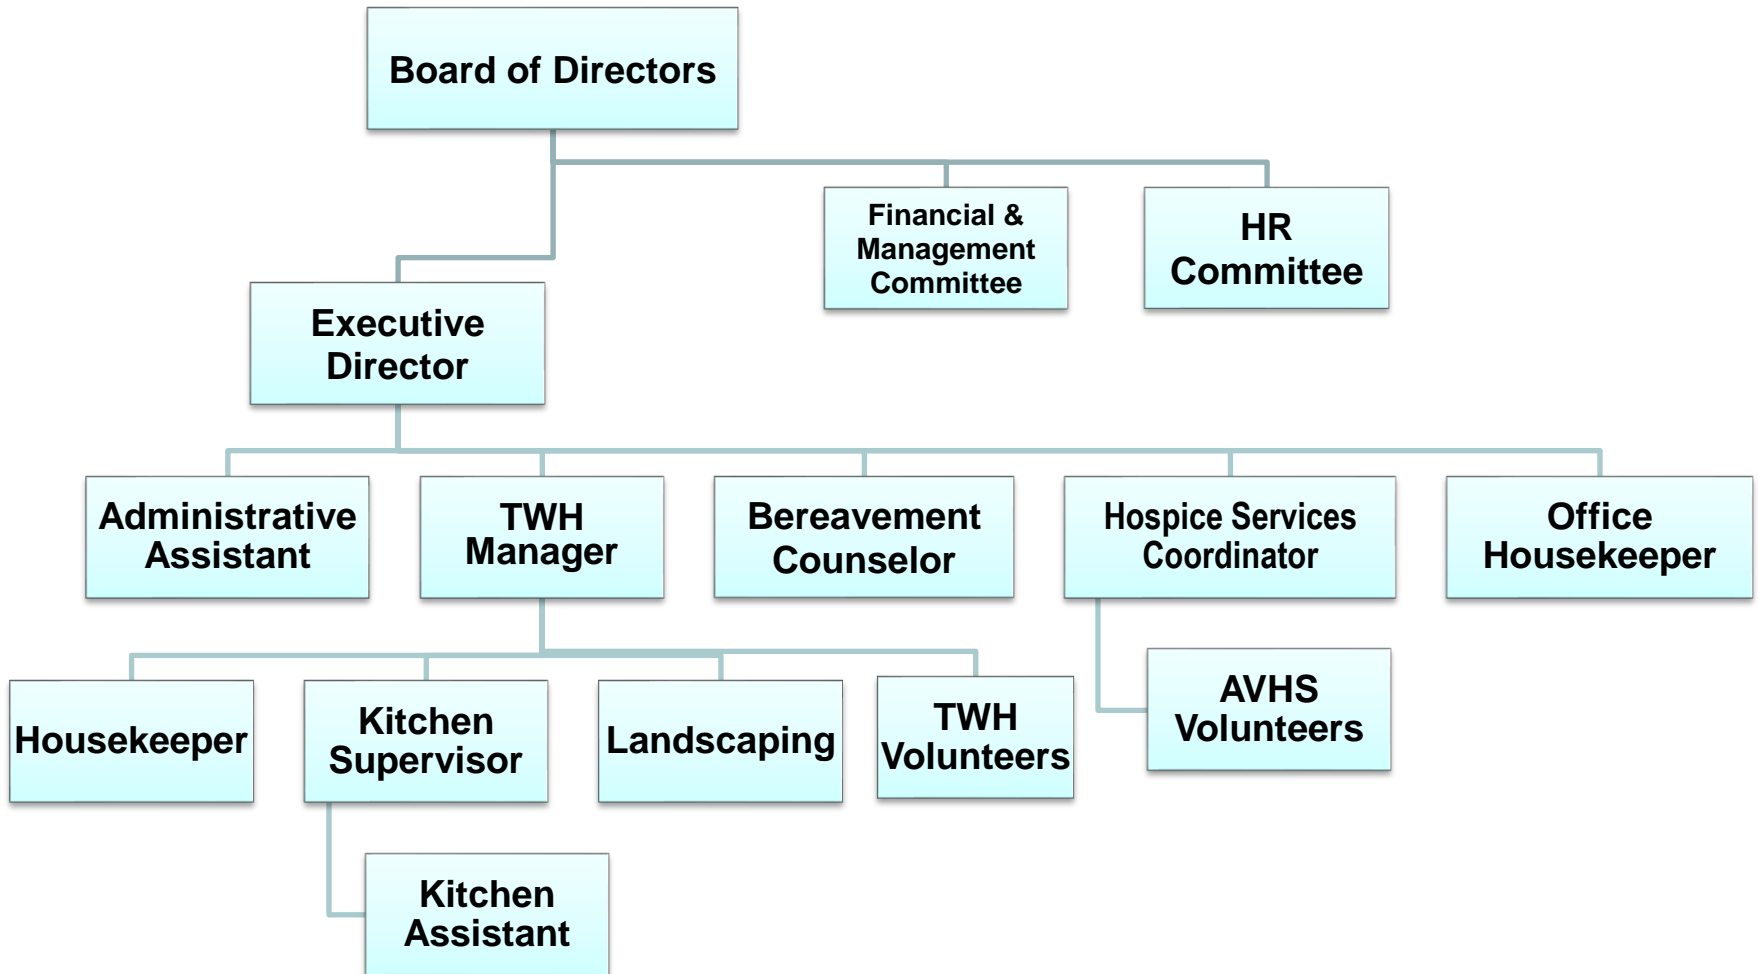 Board of Directors
Financial &
Management
Committee
HR
Committee
Executive
Director
Administrative
Assistant
TWH
Manager
Bereavement
Counselor
Hospice Services
Coordinator
Office
Housekeeper
Housekeeper
Kitchen
Supervisor
Landscaping
TWH
Volunteers
AVHS
Volunteers
Kitchen
Assistant